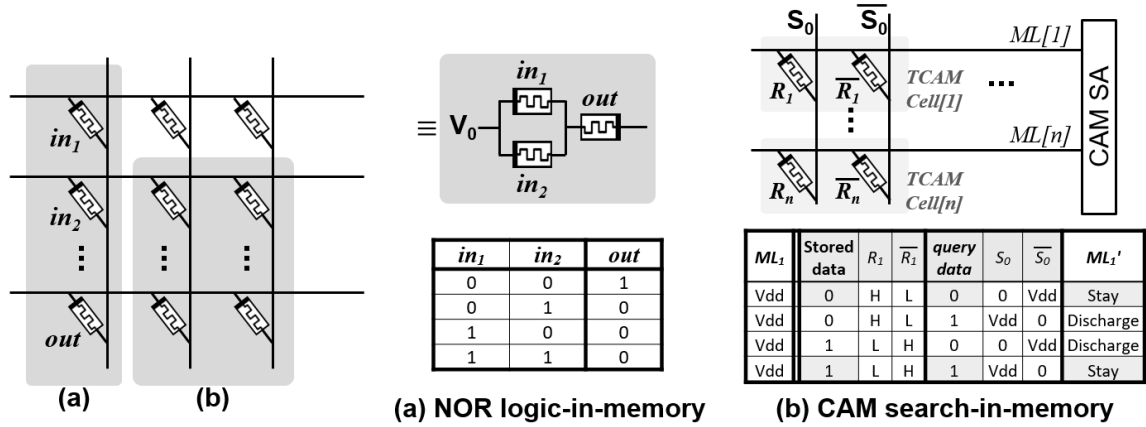 in₁
in₂
⋮ ⋮ ⋮
out
(a) (b)
in₁
out
≡ V₀
in₂
in₁ in₂ out
0 0 1
0 1 0
1 0 0
1 1 0
(a) NOR logic-in-memory
S₀ S̅₀̅
ML[1]
R₁ R̅₁̅ TCAM Cell[1] ...
⋮
ML[n]
Rₙ R̅ₙ̅ TCAM Cell[n]
CAM SA
ML₁ Stored data R₁ R̅₁̅ query data S₀ S̅₀̅ ML₁'
Vdd 0 H L 0 0 Vdd Stay
Vdd 0 H L 1 Vdd 0 Discharge
Vdd 1 L H 0 0 Vdd Discharge
Vdd 1 L H 1 Vdd 0 Stay
(b) CAM search-in-memory